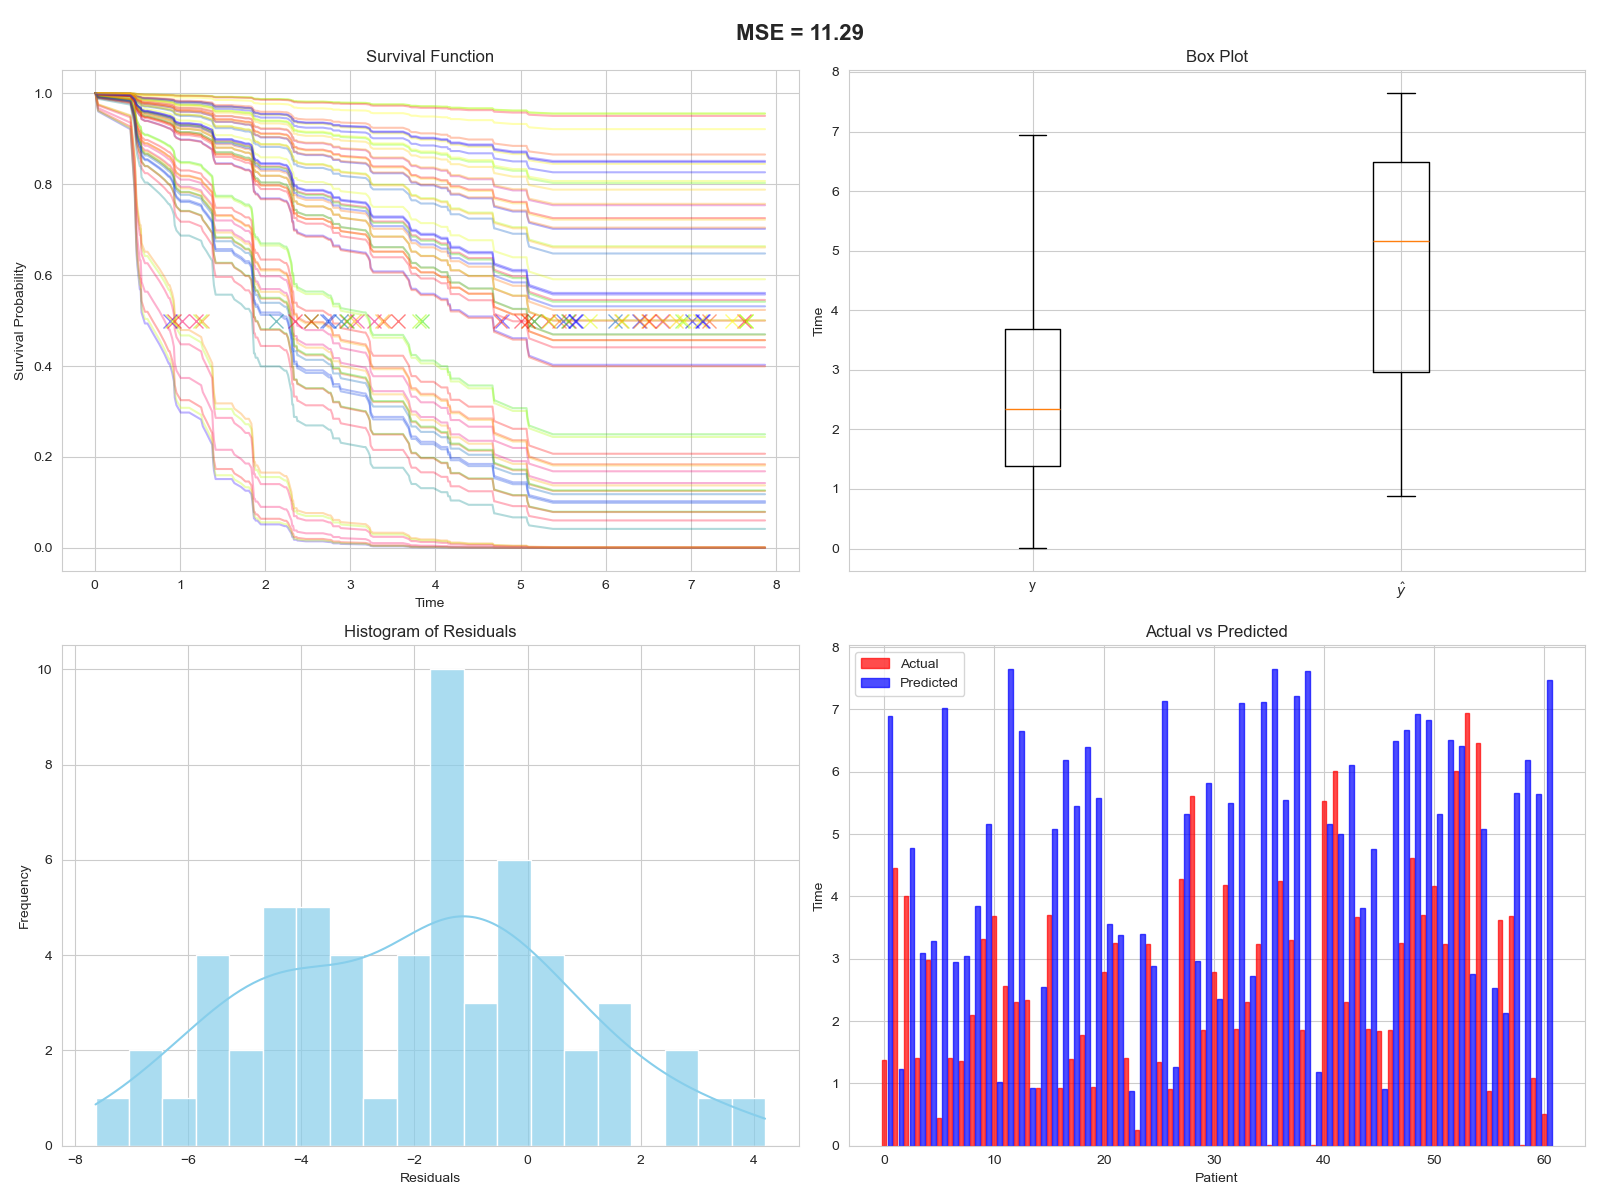 MSE = 11.29
Survival Function
Survival Probability
1.0
0.8
0.6
0.4
0.2
0.0
0 1 2 3 4 5 6 7 8
Time
Box Plot
Time
8
7
6
5
4
3
2
1
0
y ŷ
Histogram of Residuals
Frequency
10
8
6
4
2
0
−8 −6 −4 −2 0 2 4
Residuals
Actual vs Predicted
Actual
Predicted
Time
8
7
6
5
4
3
2
1
0
0 10 20 30 40 50 60
Patient